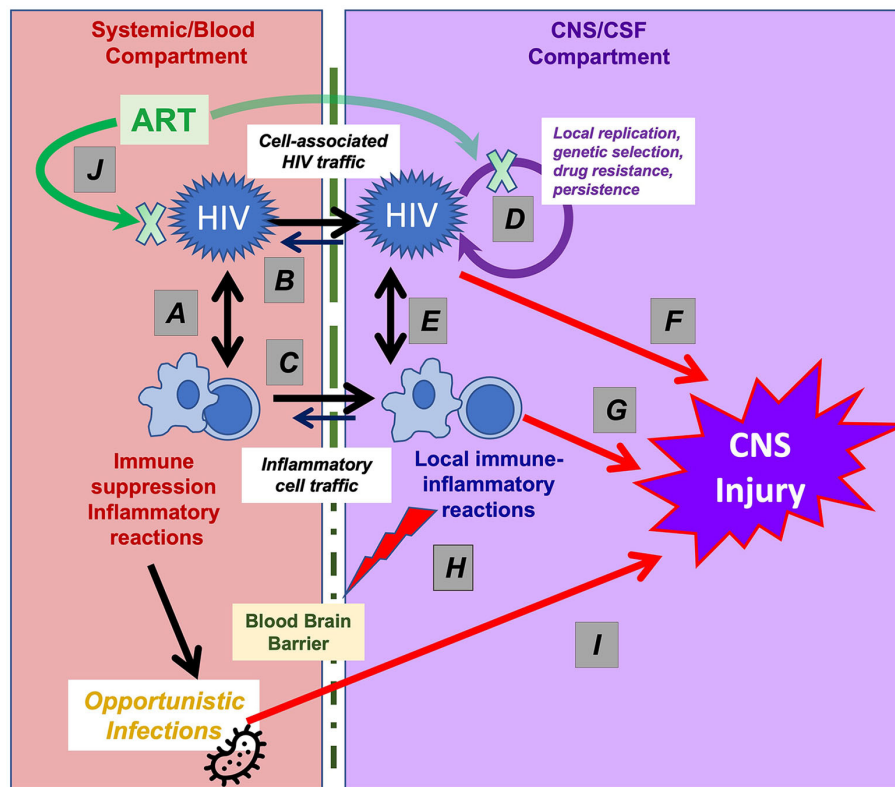 Systemic/Blood
Compartment
CNS/CSF
Compartment
ART
J
Cell-associated
HIV traffic
Local replication,
genetic selection,
drug resistance,
persistence
HIV
HIV
D
B
A
E
F
C
G
CNS
Injury
Immune
suppression
Inflammatory
reactions
Inflammatory
cell traffic
Local immune-
inflammatory
reactions
H
Blood Brain
Barrier
I
Opportunistic
Infections